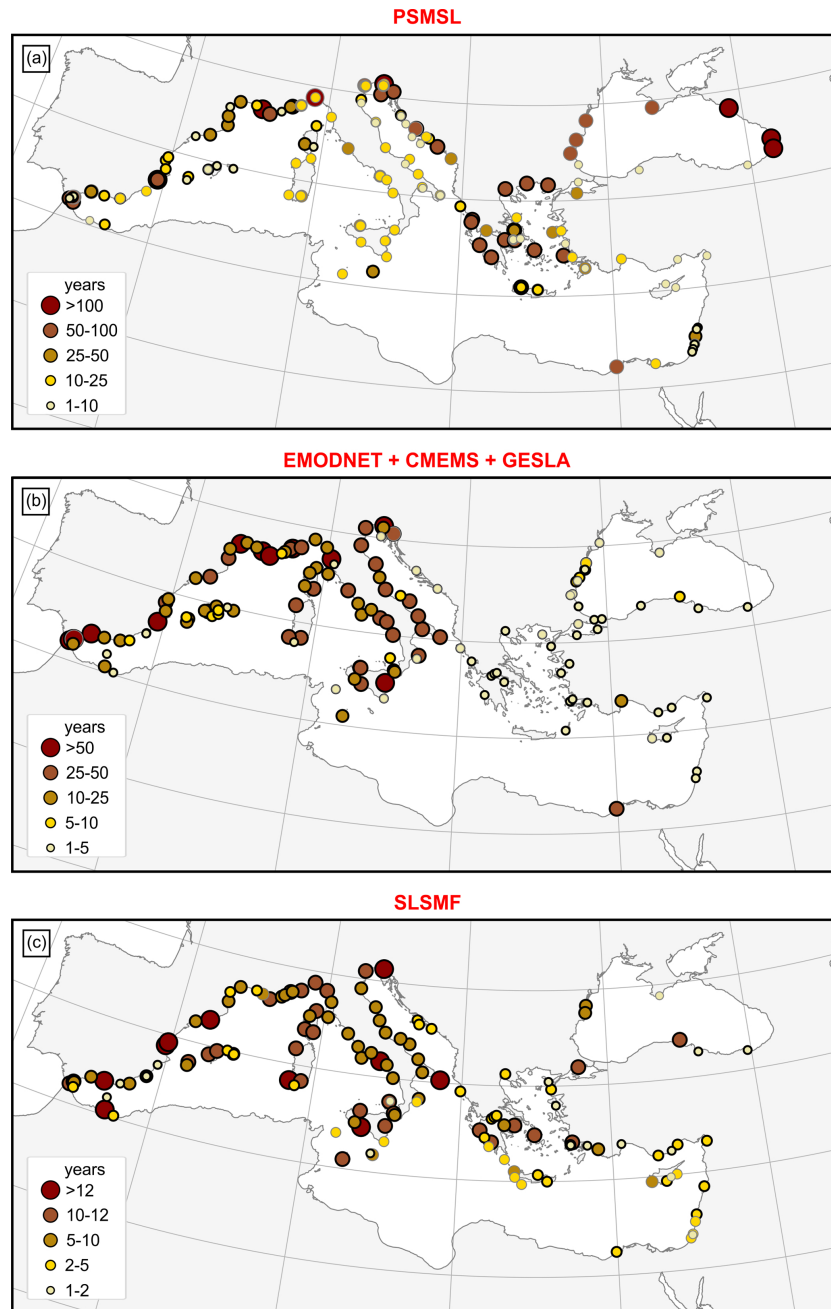 PSMSL
(a)
years
>100
50-100
25-50
10-25
1-10
EMODNET + CMEMS + GESLA
(b)
years
>50
25-50
10-25
5-10
1-5
SLSMF
(c)
years
>12
10-12
5-10
2-5
1-2